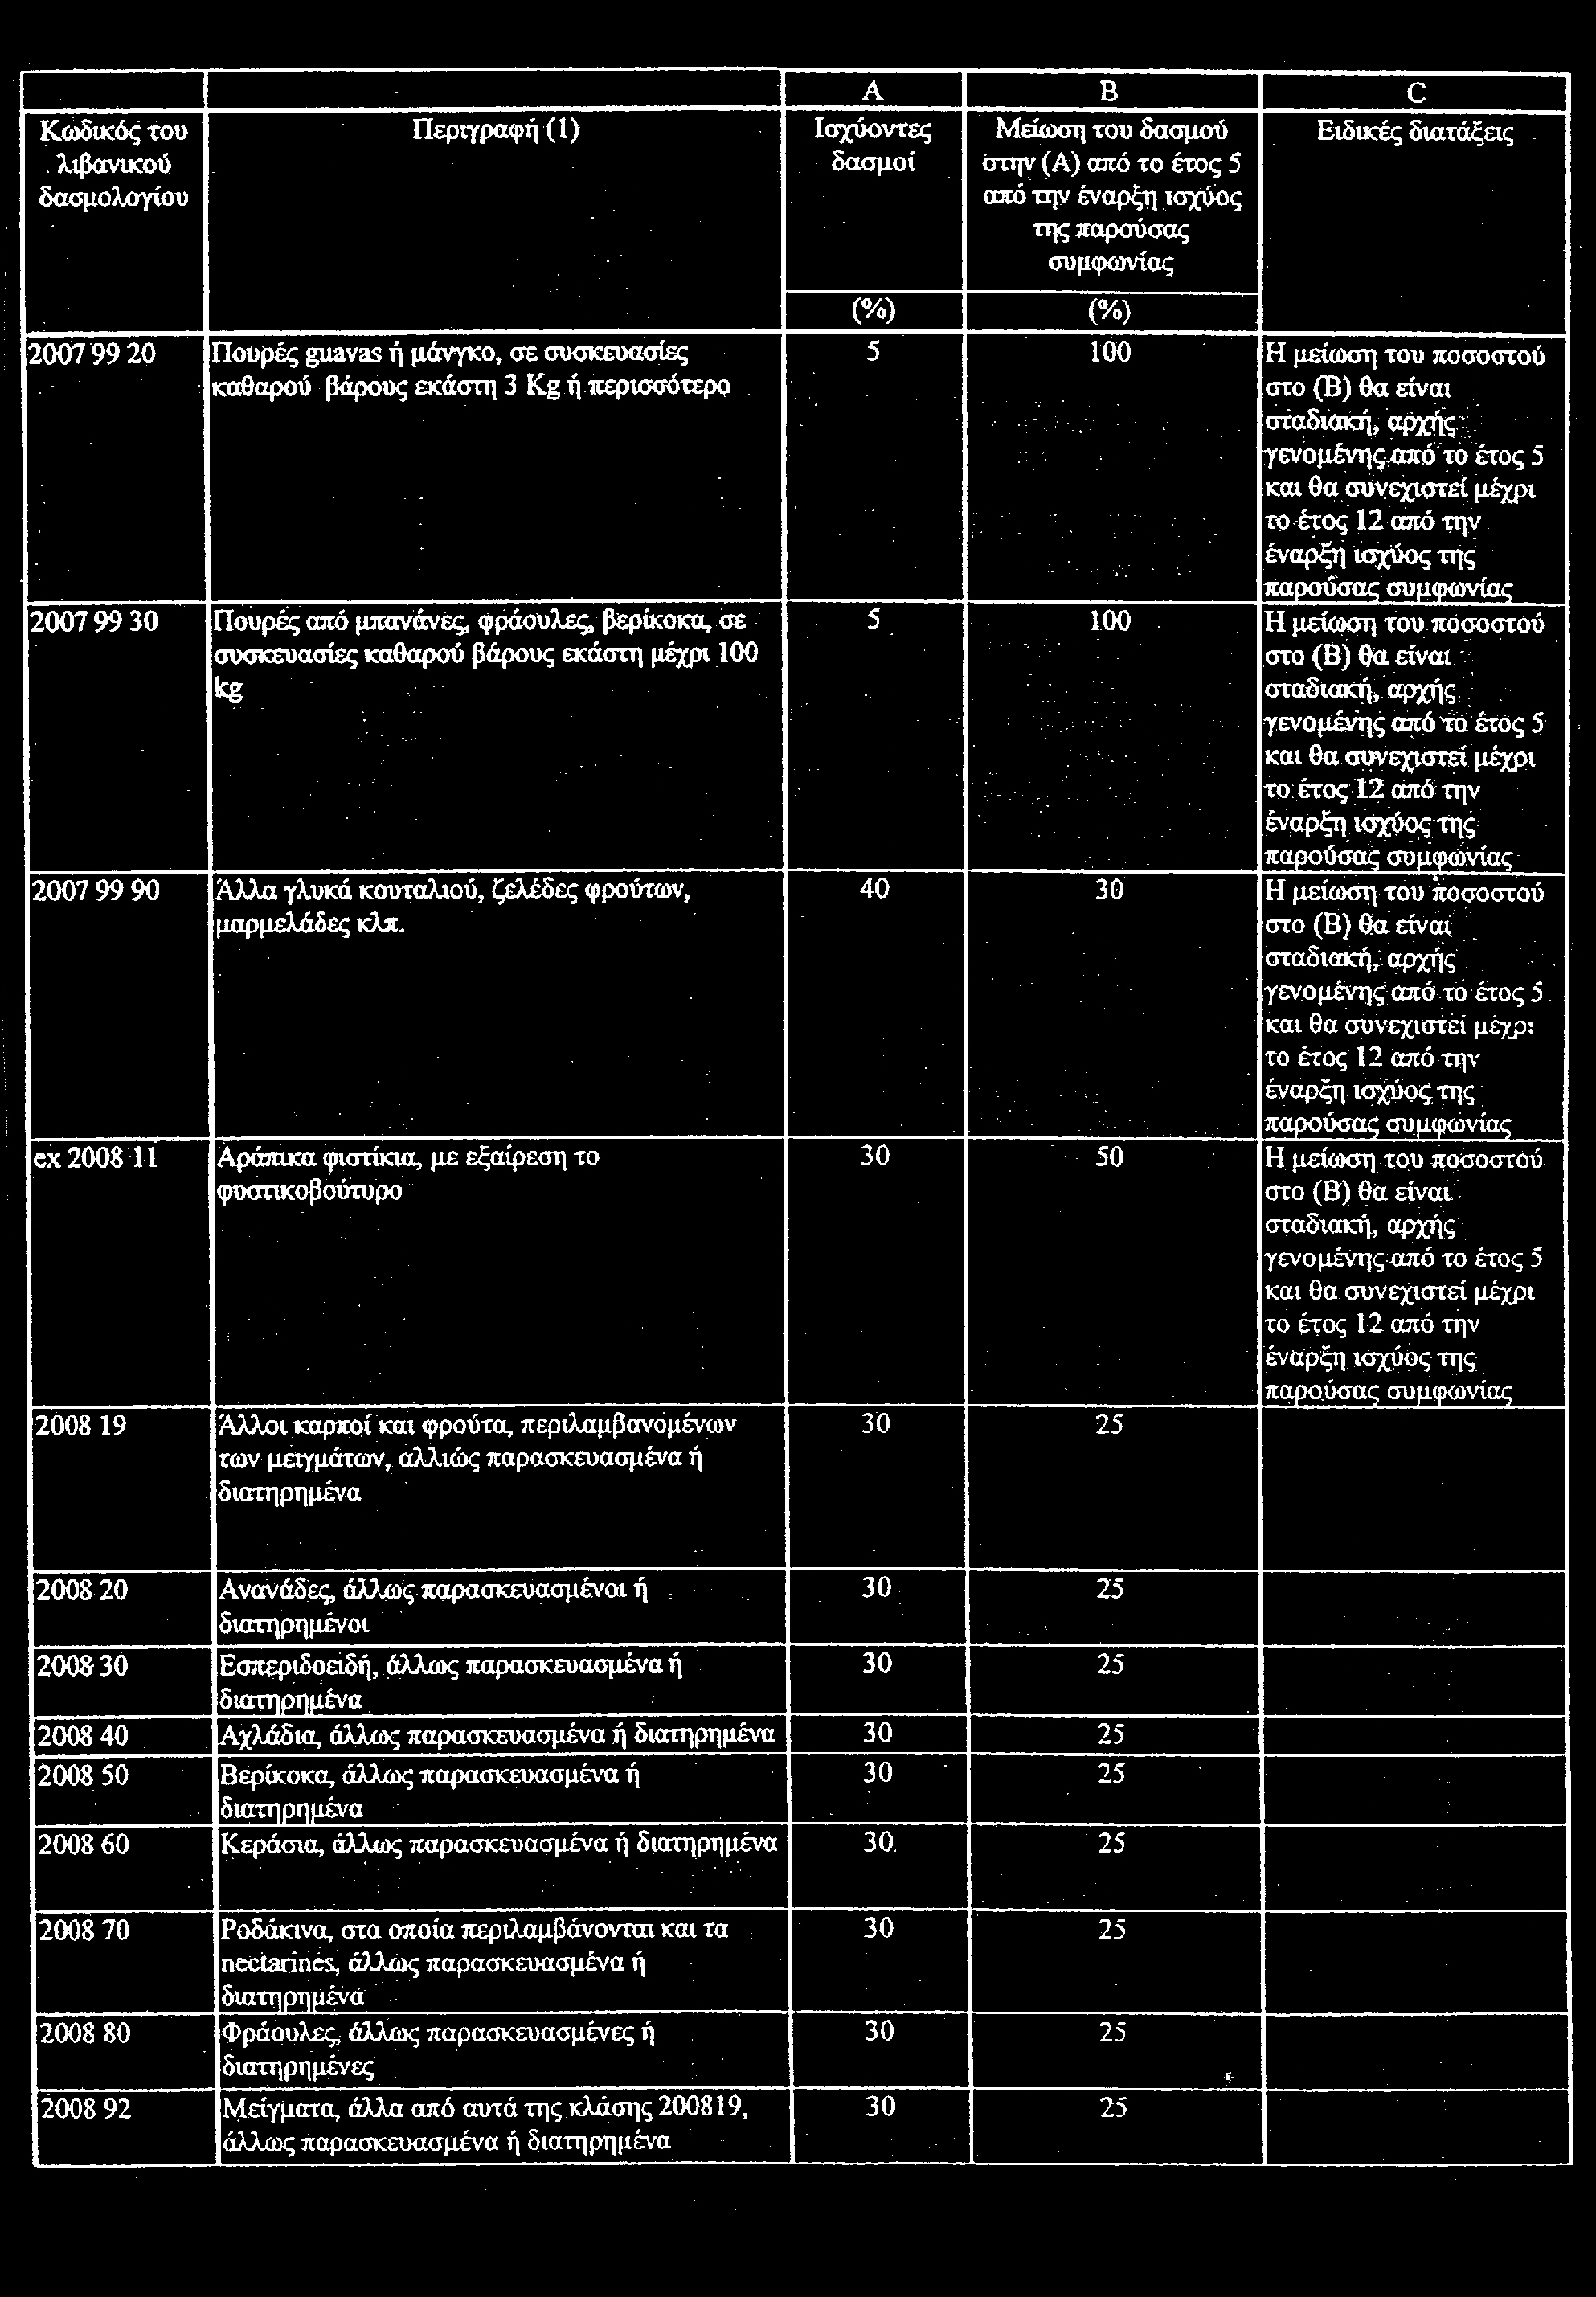 A B C
Κωδικός του
λιβανικού
δασμολογίου
Περιγραφή (1)
Ισχύοντες
δασμοί
Μείωση του δασμού
στην (Α) από το έτος 5
από την έναρξη ισχύος
της παρούσας
συμφωνίας
Ειδικές διατάξεις
(%) (%)
2007 99 20
Πουρές guavas ή μάνγκο, σε συσκευασίες
καθαρού βάρους εκάστη 3 Kg ή περισσότερο
5
100
Η μείωση του ποσοστού
στο (Β) θα είναι
σταδιακή, αρχής
γενομένης από το έτος 5
και θα συνεχιστεί μέχρι
το έτος 12 από την
έναρξη ισχύος της
παρούσας συμφωνίας
2007 99 30
Πουρές από μπανάνες, φράουλες, βερίκοκα, σε
συσκευασίες καθαρού βάρους εκάστη μέχρι 100
kg
5
100
Η μείωση του ποσοστού
στο (Β) θα είναι
σταδιακή, αρχής
γενομένης από το έτος 5
και θα συνεχιστεί μέχρι
το έτος 12 από την
έναρξη ισχύος της
παρούσας συμφωνίας
2007 99 90
Άλλα γλυκά κουταλιού, ζελέδες φρούτων,
μαρμελάδες κλπ.
40
30
Η μείωση του ποσοστού
στο (Β) θα είναι
σταδιακή, αρχής
γενομένης από το έτος 5
και θα συνεχιστεί μέχρι
το έτος 12 από την
έναρξη ισχύος της
παρούσας συμφωνίας
ex 2008 11
Αράπικα φιστίκια, με εξαίρεση το
φυστικοβούτυρο
30
50
Η μείωση του ποσοστού
στο (Β) θα είναι
σταδιακή, αρχής
γενομένης από το έτος 5
και θα συνεχιστεί μέχρι
το έτος 12 από την
έναρξη ισχύος της
παρούσας συμφωνίας
2008 19
Άλλοι καρποί και φρούτα, περιλαμβανομένων
των μειγμάτων, αλλιώς παρασκευασμένα ή
διατηρημένα
30
25
2008 20
Ανανάδες, άλλως παρασκευασμένοι ή
διατηρημένοι
30
25
2008 30
Εσπεριδοειδή, άλλως παρασκευασμένα ή
διατηρημένα
30
25
2008 40 Αχλάδια, άλλως παρασκευασμένα ή διατηρημένα 30 25
2008 50
Βερίκοκα, άλλως παρασκευασμένα ή
διατηρημένα
30
25
2008 60 Κεράσια, άλλως παρασκευασμένα ή διατηρημένα 30 25
2008 70
Ροδάκινα, στα οποία περιλαμβάνονται και τα
nectarines, άλλως παρασκευασμένα ή
διατηρημένα
30
25
2008 80
Φράουλες, άλλως παρασκευασμένες ή
διατηρημένες
30
25
2008 92
Μείγματα, άλλα από αυτά της κλάσης 200819,
άλλως παρασκευασμένα ή διατηρημένα
30
25